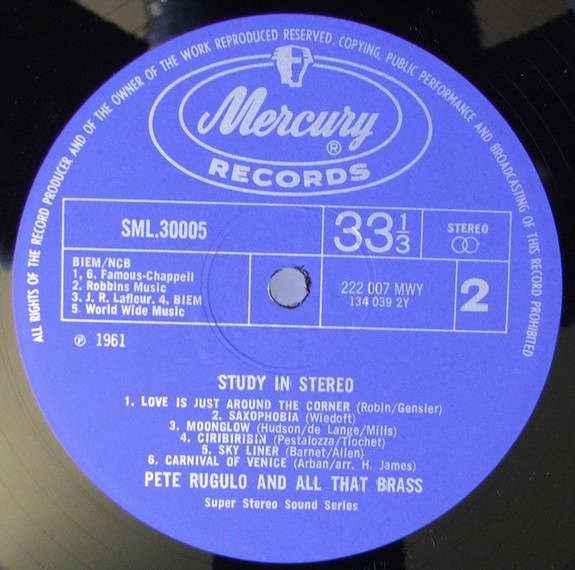 ALL RIGHTS OF THE RECORD PRODUCER AND OF THE OWNER OF THE WORK REPRODUCED RESERVED. COPYING, PUBLIC PERFORMANCE AND BROADCASTING OF THIS RECORD PROHIBITED
Mercury ®
RECORDS
SML.30005
33 1/3
STEREO
BIEM/NCB
1, 6. Famous-Chappell
2. Robbins Music
3. J. R. Lafleur. 4. BIEM
5. World Wide Music
222 007 MWY
134 039 2Y
2
℗ 1961
STUDY IN STEREO
1. LOVE IS JUST AROUND THE CORNER (Robin/Gensler)
2. SAXOPHOBIA (Wiedoft)
3. MOONGLOW (Hudson/de Lange/Mills)
4. CIRIBIRIBIN (Pestalozza/Tiochet)
5. SKY LINER (Barnet/Allen)
6. CARNIVAL OF VENICE (Arban/arr. H. James)
PETE RUGULO AND ALL THAT BRASS
Super Stereo Sound Series